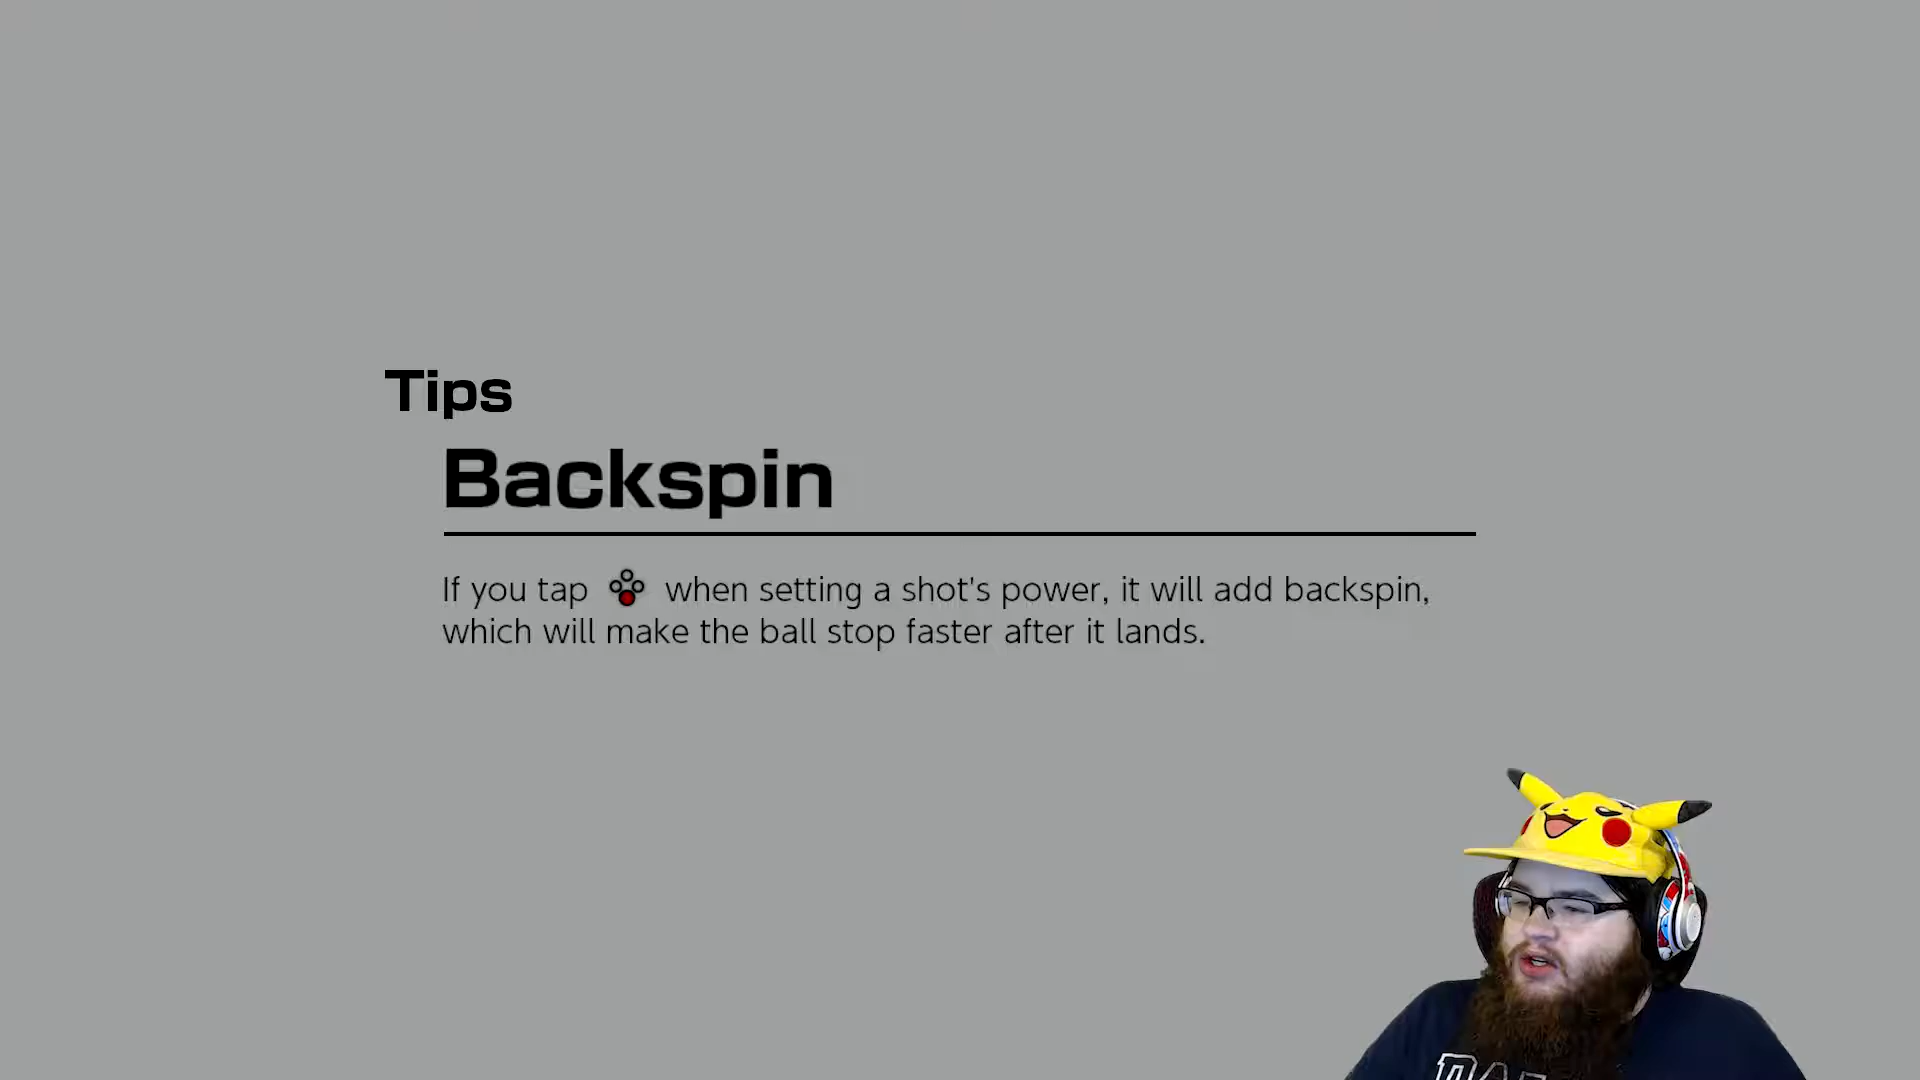 Tips
Backspin
If you tap when setting a shot's power, it will add backspin,
which will make the ball stop faster after it lands.